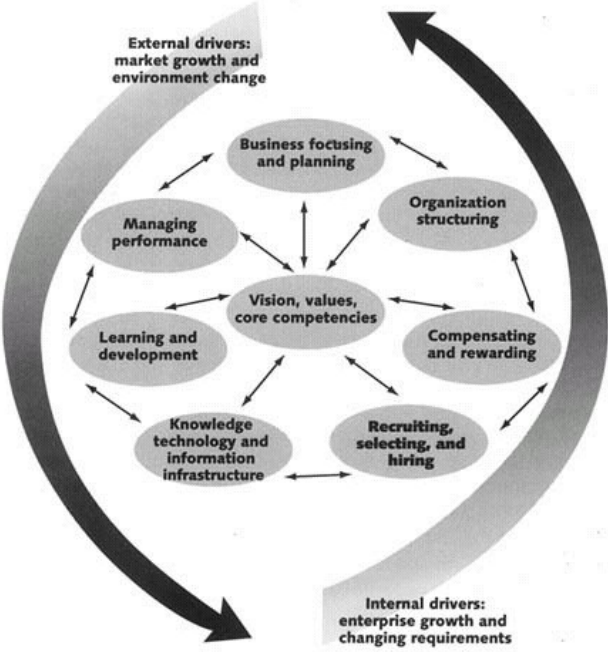 External drivers:
market growth and
environment change
Business focusing
and planning
Managing
performance
Organization
structuring
Vision, values,
core competencies
Learning and
development
Compensating
and rewarding
Knowledge
technology and
information
infrastructure
Recruiting,
selecting, and
hiring
Internal drivers:
enterprise growth and
changing requirements